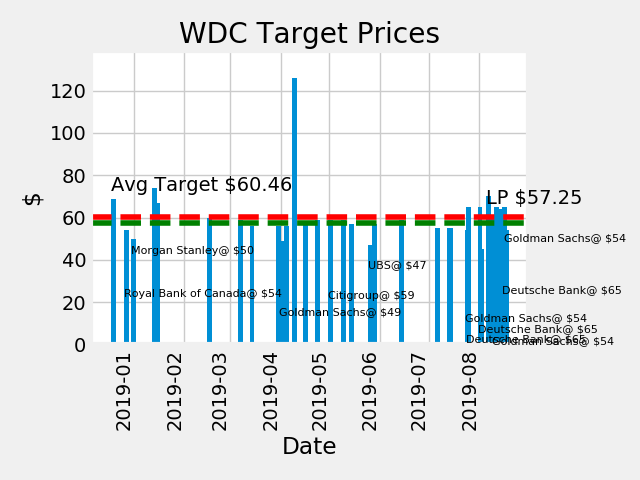 WDC Target Prices
$
120
100
80
60
40
20
0
Avg Target $60.46
LP $57.25
Goldman Sachs@ $54
Morgan Stanley@ $50
UBS@ $47
Deutsche Bank@ $65
Royal Bank of Canada@ $54
Citigroup@ $59
Goldman Sachs@ $49
Goldman Sachs@ $54
Deutsche Bank@ $65
Deutsche Bank@ $65
Goldman Sachs@ $54
2019-01
2019-02
2019-03
2019-04
2019-05
2019-06
2019-07
2019-08
Date